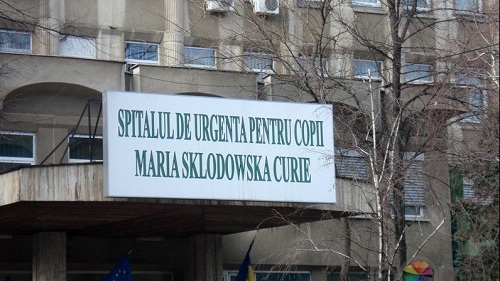 SPITALUL DE URGENTA PENTRU COPII
MARIA SKLODOWSKA CURIE